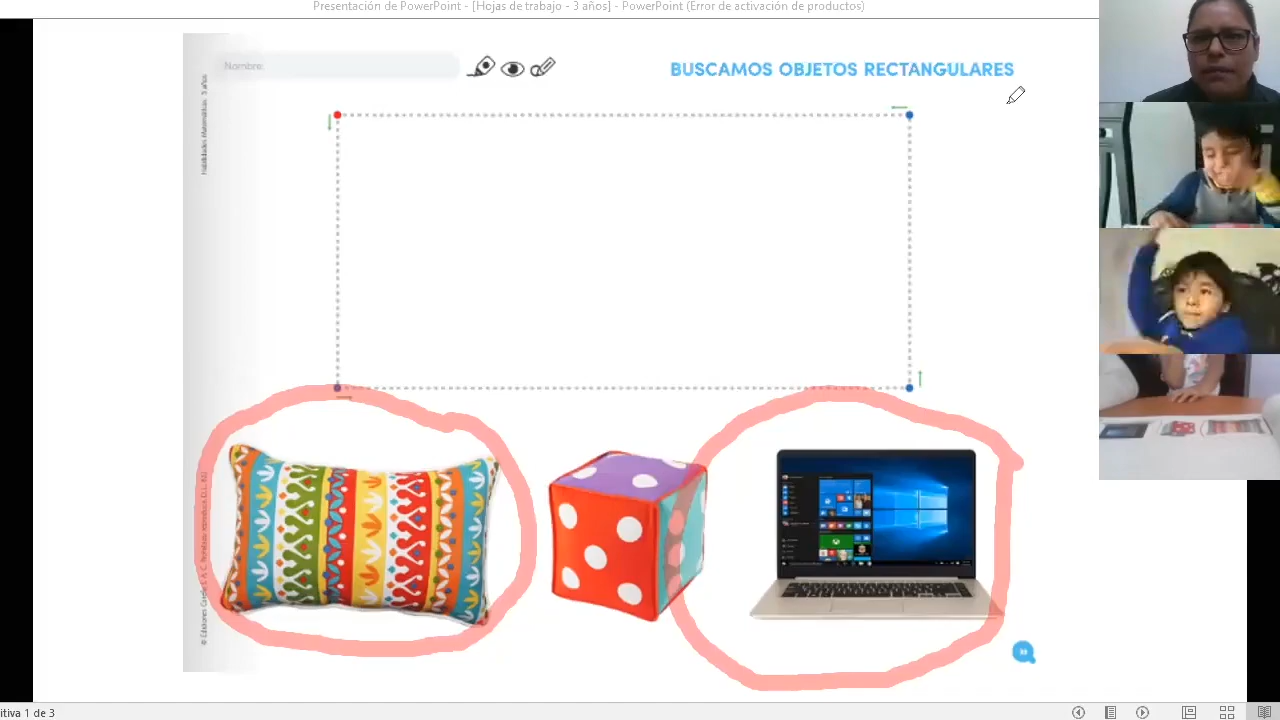 Presentación de PowerPoint - [Hojas de trabajo - 3 años] - PowerPoint (Error de activación de productos)
Nombre:
BUSCAMOS OBJETOS RECTANGULARES
Habilidades Matemáticas 3 años
itiva 1 de 3